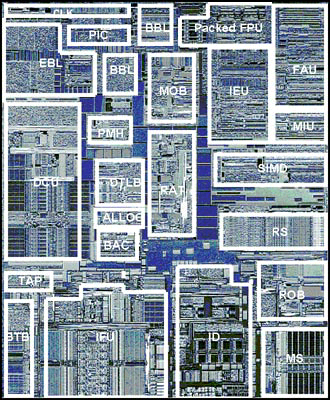 CLK
PIC
BBL
Packed FPU
EBL
BBL
MOB
IEU
FAU
PMH
MIU
DCU
DTLB
RAT
SIMD
ALLOC
BAC
RS
TAP
ROB
BTB
IFU
ID
MS